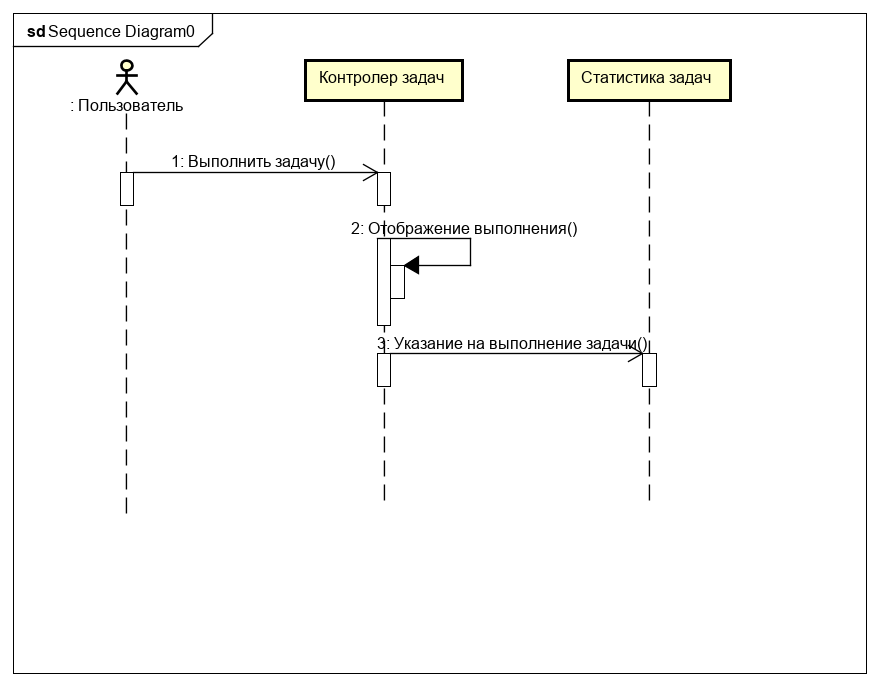 sd Sequence Diagram0
: Пользователь
Контролер задач
Статистика задач
1: Выполнить задачу()
2: Отображение выполнения()
3: Указание на выполнение задачи()